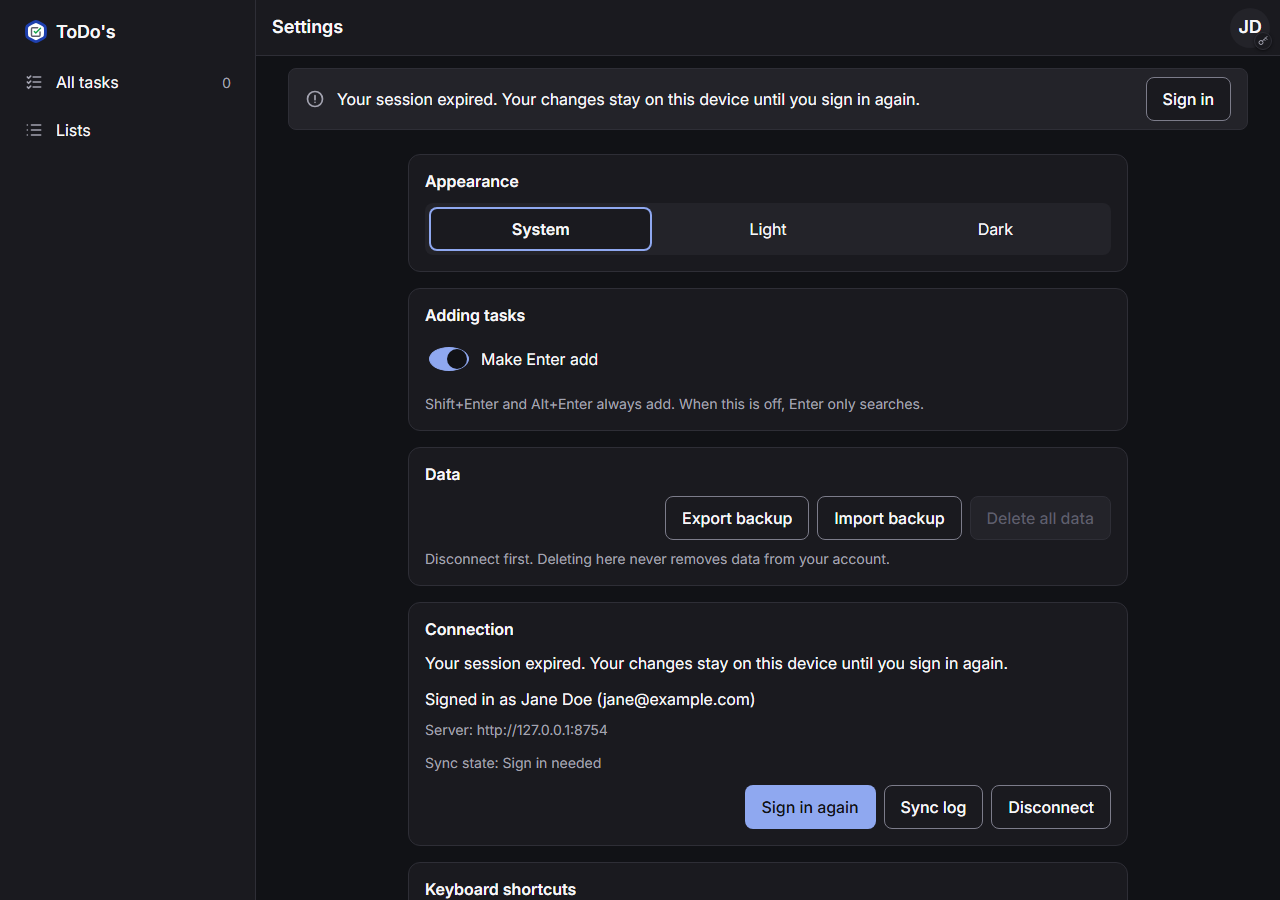 ToDo's
Settings
JD
All tasks 0
Lists
Your session expired. Your changes stay on this device until you sign in again.
Sign in
Appearance
System Light Dark
Adding tasks
Make Enter add
Shift+Enter and Alt+Enter always add. When this is off, Enter only searches.
Data
Export backup Import backup Delete all data
Disconnect first. Deleting here never removes data from your account.
Connection
Your session expired. Your changes stay on this device until you sign in again.
Signed in as Jane Doe (jane@example.com)
Server: http://127.0.0.1:8754
Sync state: Sign in needed
Sign in again Sync log Disconnect
Keyboard shortcuts